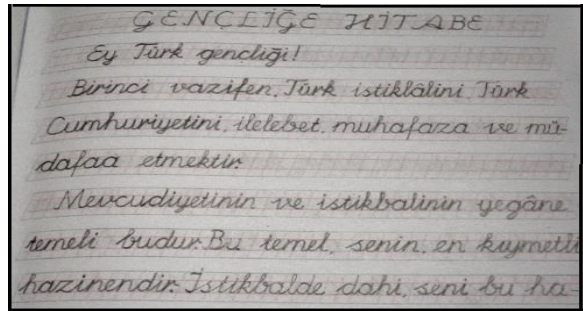 GENÇLİĞE HİTABE
Ey Türk gençliği!
Birinci vazifen, Türk istiklâlini, Türk
Cumhuriyetini, ilelebet, muhafaza ve mü-
dafaa etmektir.
Mevcudiyetinin ve istikbalinin yegâne
temeli budur. Bu temel, senin, en kıymetli
hazinendir. İstikbalde dahi, seni bu ha-